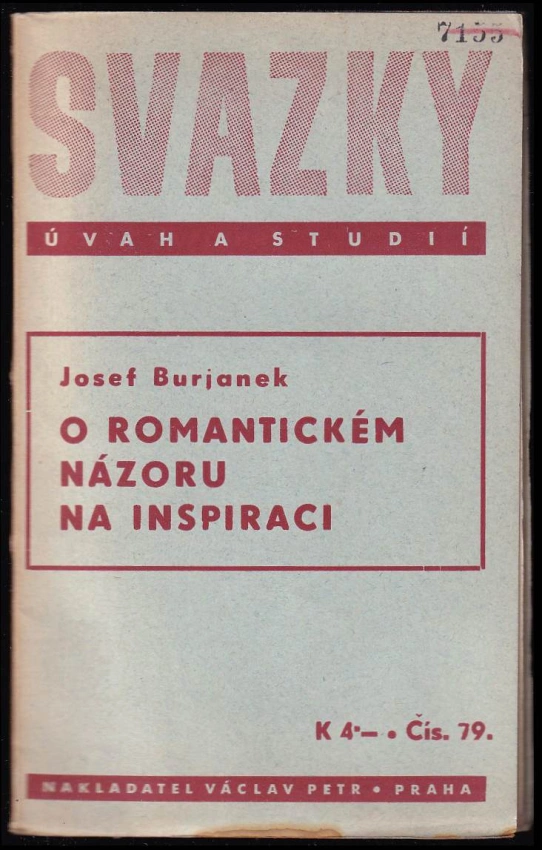 7155
SVAZKY
ÚVAH A STUDIÍ
Josef Burjanek
O ROMANTICKÉM
NÁZORU
NA INSPIRACI
K 4·— • Čís. 79.
NAKLADATEL VÁCLAV PETR • PRAHA